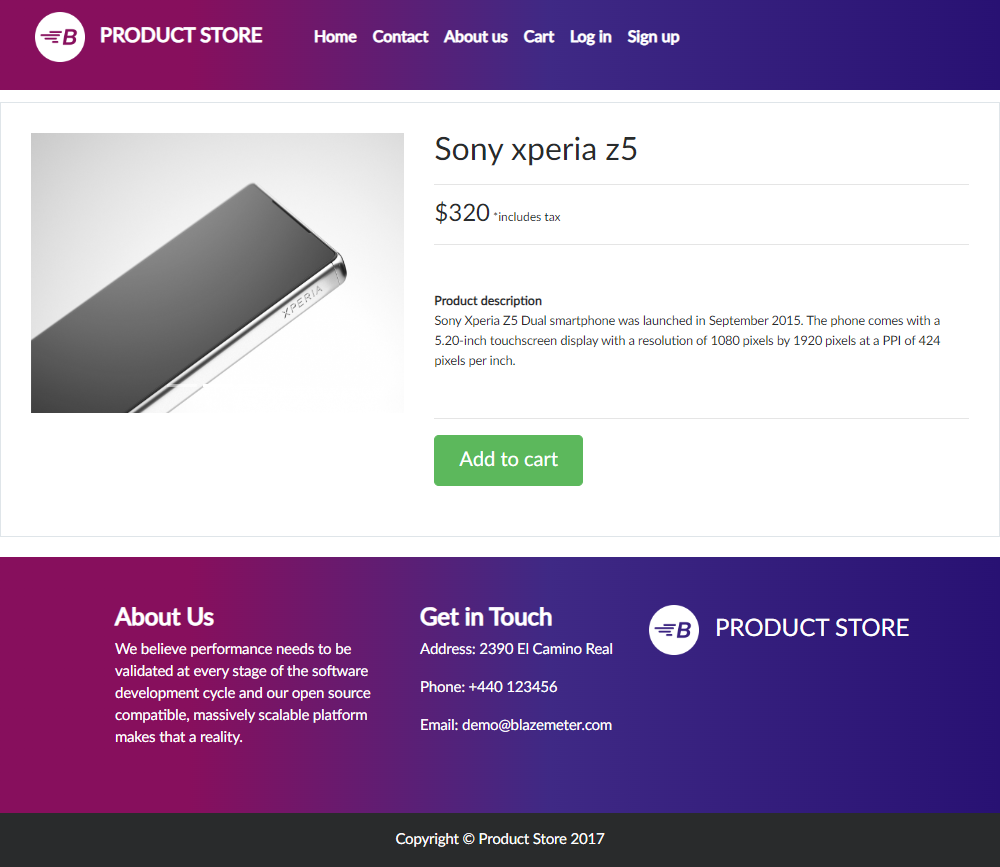 B PRODUCT STORE Home Contact About us Cart Log in Sign up
XPERIA
Sony xperia z5
$320 *includes tax
Product description
Sony Xperia Z5 Dual smartphone was launched in September 2015. The phone comes with a
5.20-inch touchscreen display with a resolution of 1080 pixels by 1920 pixels at a PPI of 424
pixels per inch.
Add to cart
About Us
We believe performance needs to be
validated at every stage of the software
development cycle and our open source
compatible, massively scalable platform
makes that a reality.
Get in Touch
Address: 2390 El Camino Real
Phone: +440 123456
Email: demo@blazemeter.com
B PRODUCT STORE
Copyright © Product Store 2017